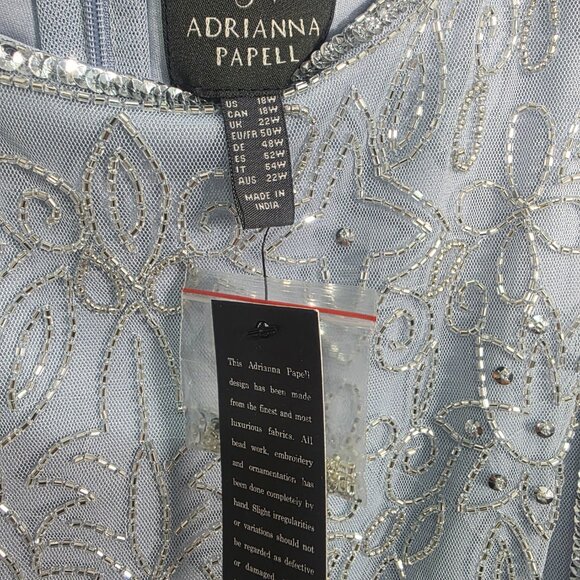 ADRIANNA
PAPELL
US 18W
CAN 18W
UK 22W
EU/FR 50W
DE 48W
ES 52W
IT 54W
AUS 22W
MADE IN
INDIA
This Adrianna Papell
design has been made
from the finest and most
luxurious fabrics. All
bead work, embroidery
and ornamentation has
been done completely by
hand. Slight irregularities
or variations should not
be regarded as defective
or damaged.